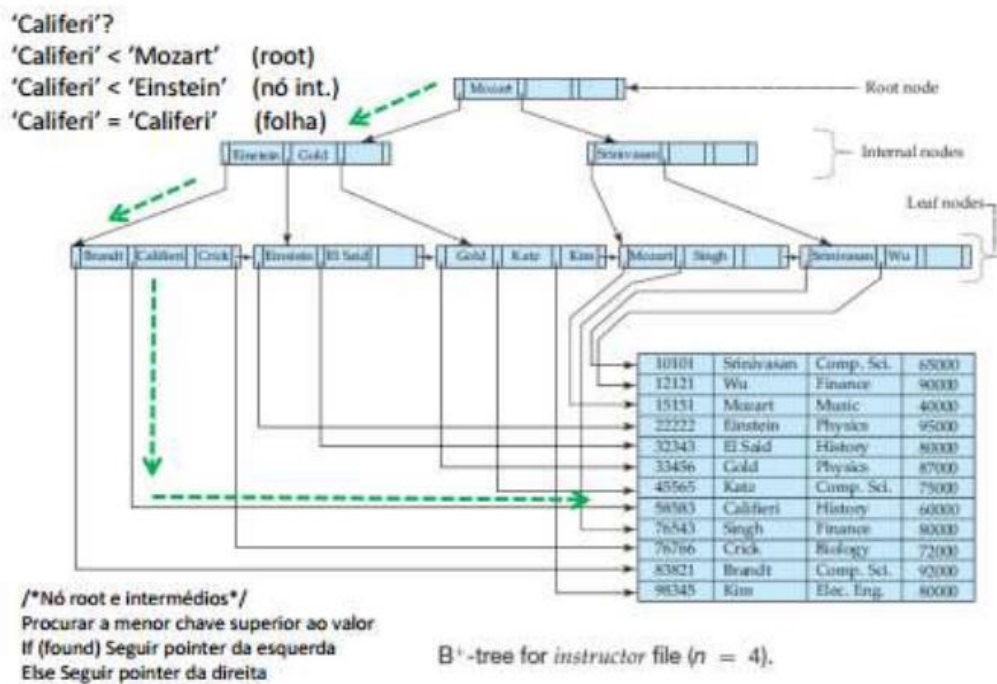 ‘Califeri’?
‘Califeri’ < ‘Mozart’ (root)
‘Califeri’ < ‘Einstein’ (nó int.)
‘Califeri’ = ‘Califeri’ (folha)
Mozart
Root node
Einstein Gold
Srinivasan
Internal nodes
Leaf nodes
Brandt Califieri Crick Einstein El Said Gold Katz Kim Mozart Singh Srinivasan Wu
10101 Srinivasan Comp. Sci. 65000
12121 Wu Finance 90000
15151 Mozart Music 40000
22222 Einstein Physics 95000
32343 El Said History 80000
33456 Gold Physics 87000
45565 Katz Comp. Sci. 75000
58583 Califieri History 60000
76543 Singh Finance 80000
76766 Crick Biology 72000
83821 Brandt Comp. Sci. 92000
98345 Kim Elec. Eng. 80000
/*Nó root e intermédios*/
Procurar a menor chave superior ao valor
If (found) Seguir pointer da esquerda
Else Seguir pointer da direita
B+-tree for instructor file (n = 4).